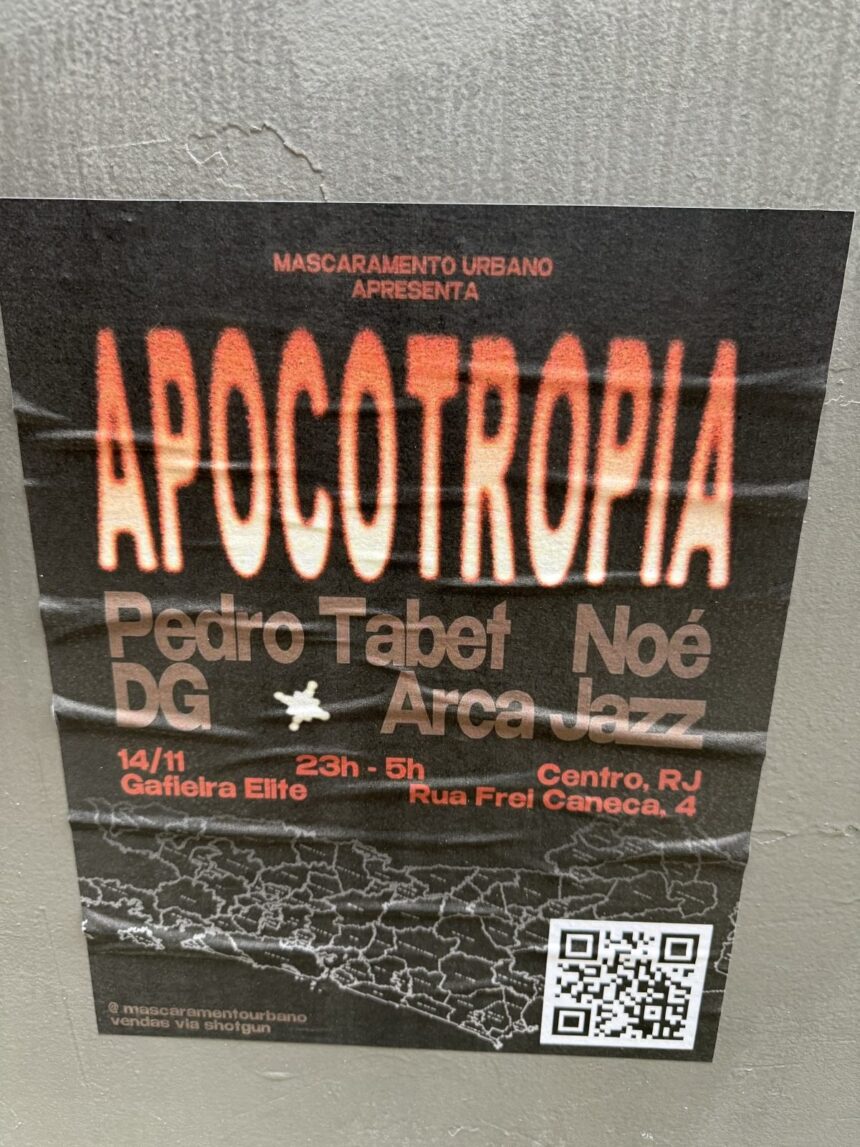 MASCARAMENTO URBANO
APRESENTA
APOCOTROPIA
Pedro Tabet Noé
DG Arca Jazz
14/11 23h - 5h Centro, RJ
Gafieira Elite Rua Frei Caneca, 4
@mascaramentourbano
vendas via shotgun